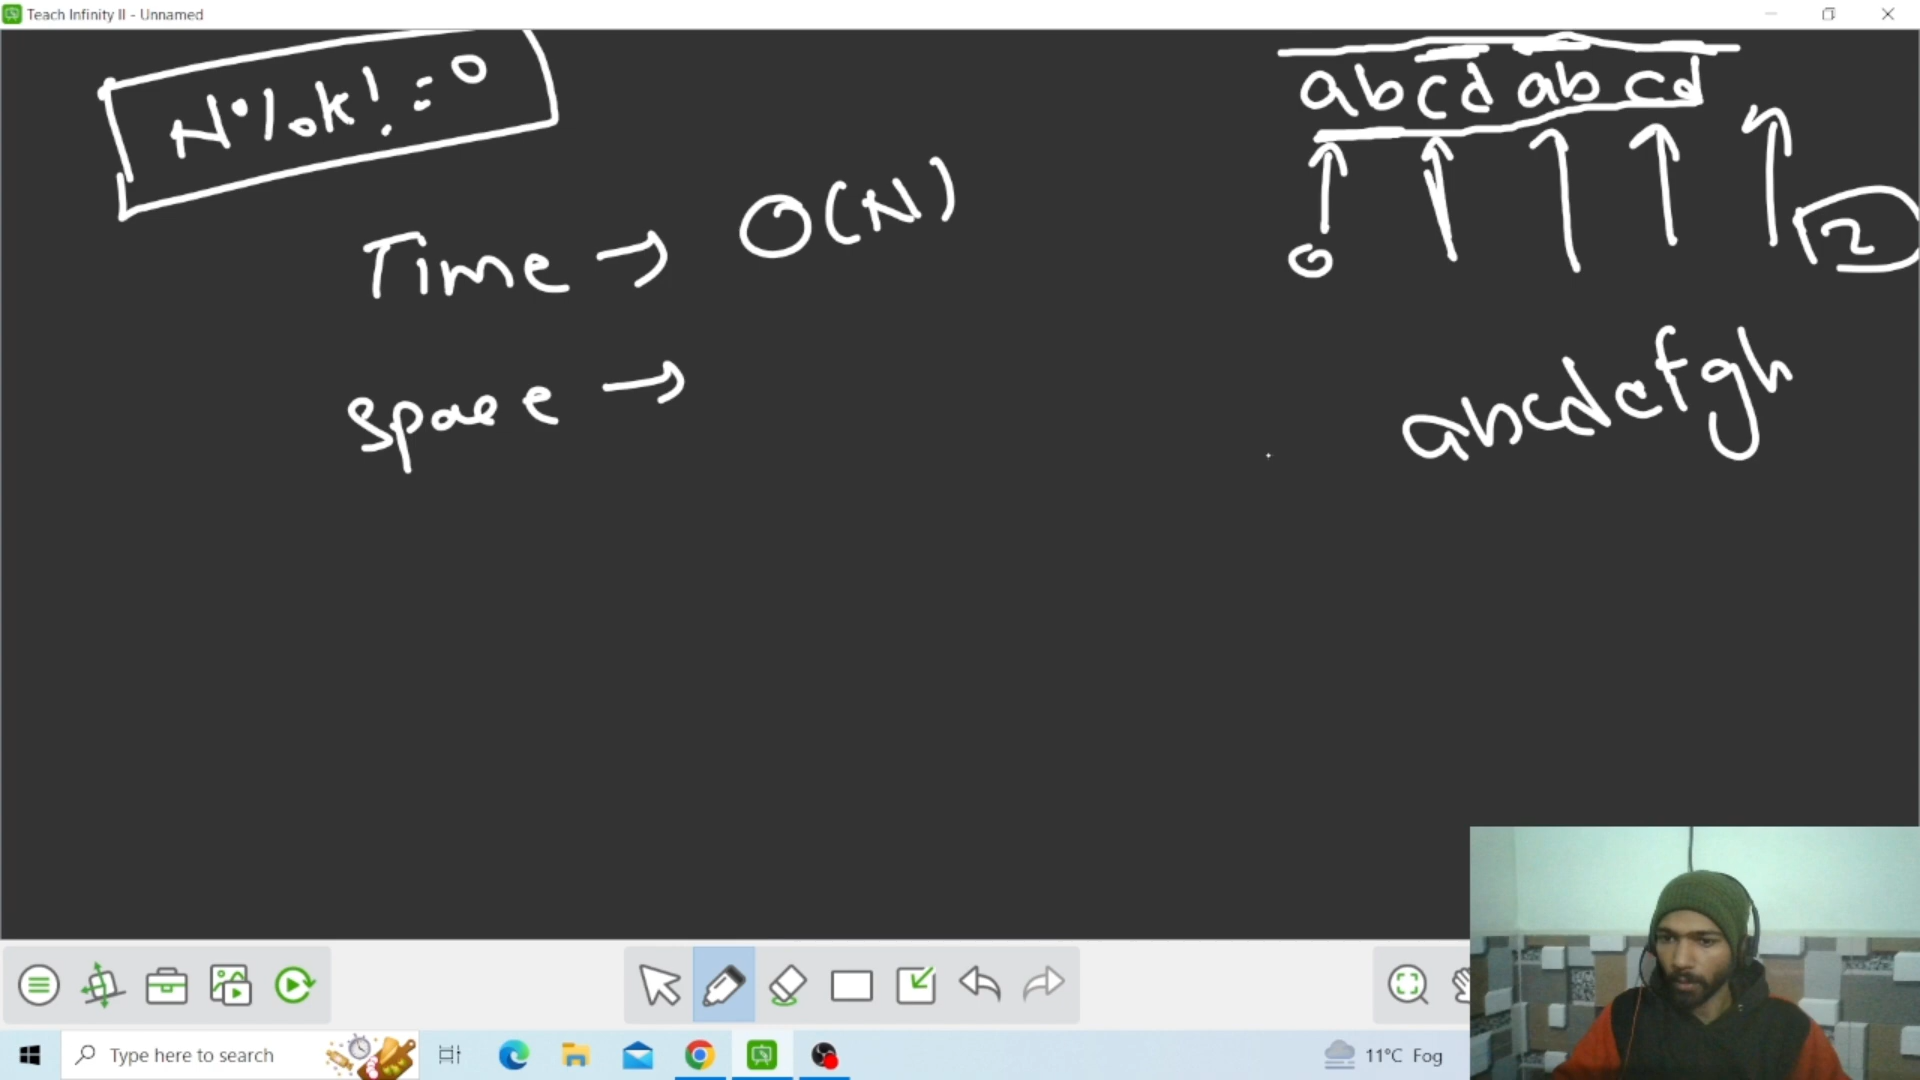 Teach Infinity II - Unnamed
N%k!=0
abcdabcd
Time → O(N)
0
2
Space →
abcdefgh
Type here to search
11°C Fog